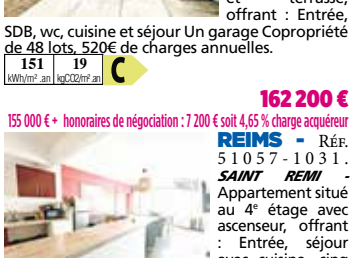 et terrasse,
offrant : Entrée,
SDB, wc, cuisine et séjour Un garage Copropriété
de 48 lots, 520€ de charges annuelles.
151 19 C
kWh/m² .an kgCO2/m² .an
162 200 €
155 000 € + honoraires de négociation : 7 200 € soit 4,65 % charge acquéreur
REIMS - RÉF.
51057-1031.
SAINT REMI -
Appartement situé
au 4e étage avec
ascenseur, offrant
: Entrée, séjour
avec cuisine, cinq